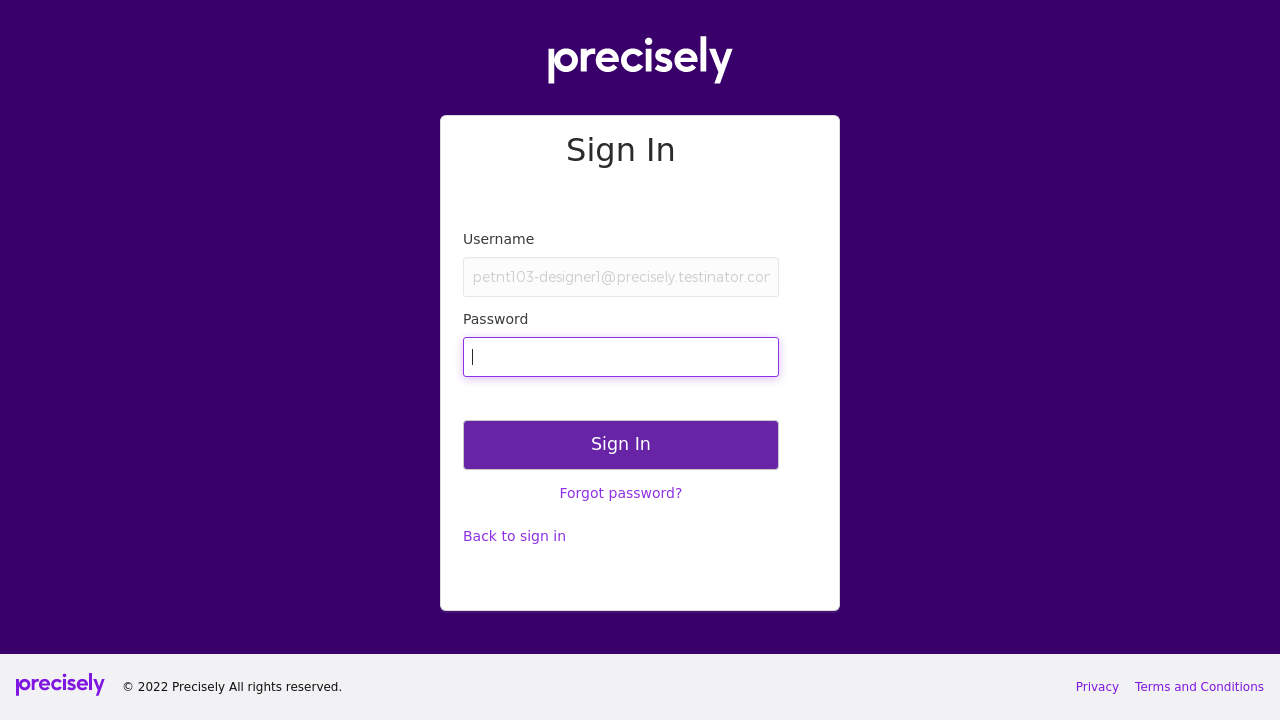 precisely
Sign In
Username
petnt103-designer1@precisely.testinator.com
Password
Sign In
Forgot password?
Back to sign in
precisely
© 2022 Precisely All rights reserved.
Privacy
Terms and Conditions